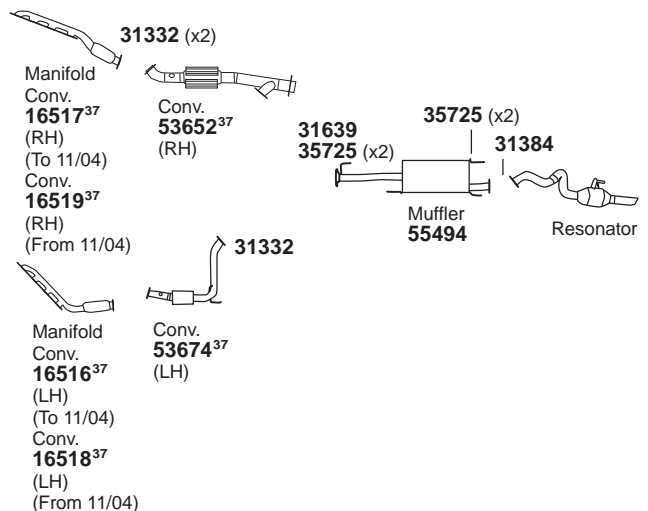 31332 (x2)
Manifold
Conv.
16517³⁷
(RH)
(To 11/04)
Conv.
16519³⁷
(RH)
(From 11/04)
Conv.
53652³⁷
(RH)
31639
35725 (x2)
35725 (x2)
31384
Muffler
55494
Resonator
31332
Manifold
Conv.
16516³⁷
(LH)
(To 11/04)
Conv.
16518³⁷
(LH)
(From 11/04)
Conv.
53674³⁷
(LH)